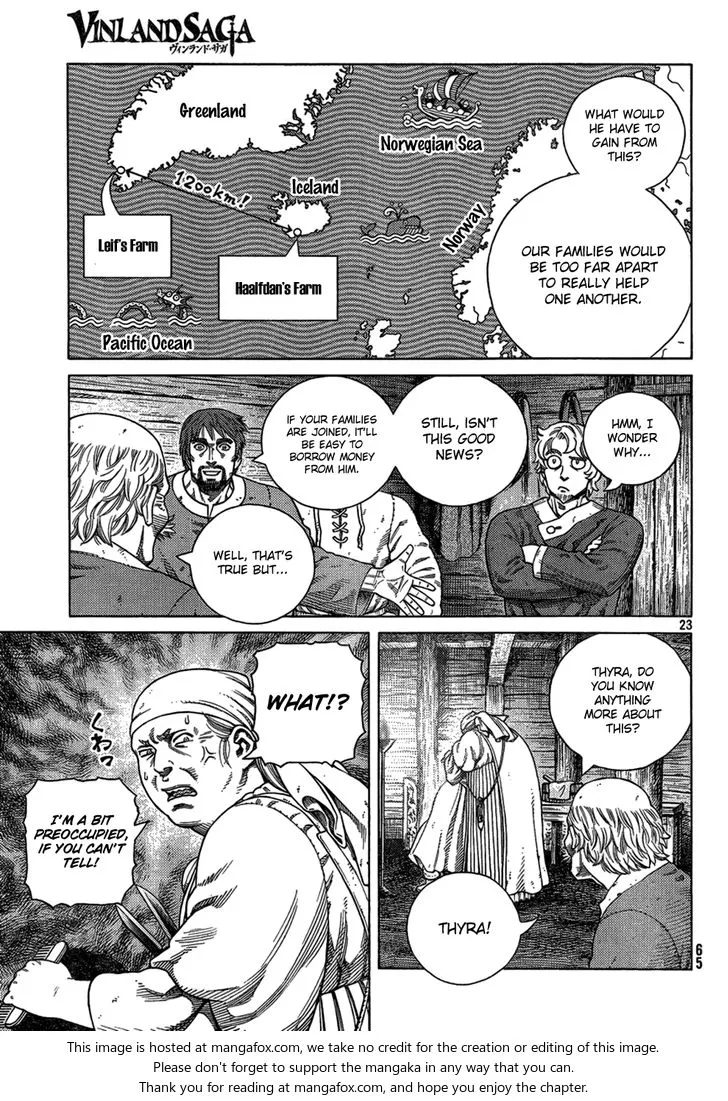 VINLAND SAGA
ヴィンランド・サガ
Greenland
Norwegian Sea
WHAT WOULD
HE HAVE TO
GAIN FROM
THIS?
1200km!
Iceland
Norway
Leif's Farm
Haalfdan's Farm
OUR FAMILIES WOULD
BE TOO FAR APART
TO REALLY HELP
ONE ANOTHER.
Pacific Ocean
IF YOUR FAMILIES
ARE JOINED, IT'LL
BE EASY TO
BORROW MONEY
FROM HIM.
STILL, ISN'T
THIS GOOD
NEWS?
HMM, I
WONDER
WHY...
WELL, THAT'S
TRUE BUT...
23
THYRA, DO
YOU KNOW
ANYTHING
MORE ABOUT
THIS?
THYRA!
65
WHAT!?
くわっ
I'M A BIT
PREOCCUPIED,
IF YOU CAN'T
TELL!
This image is hosted at mangafox.com, we take no credit for the creation or editing of this image.
Please don't forget to support the mangaka in any way that you can.
Thank you for reading at mangafox.com, and hope you enjoy the chapter.